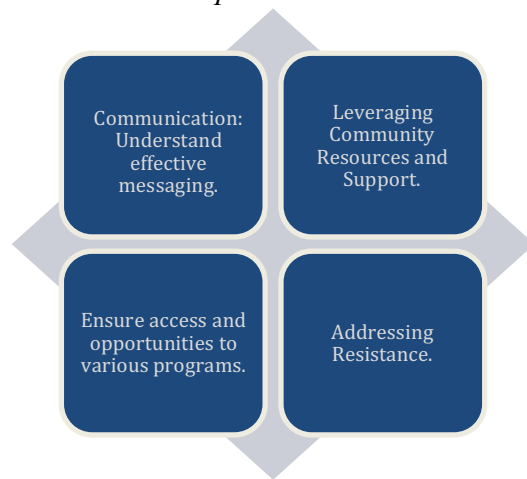 Communication:
Understand
effective
messaging.
Leveraging
Community
Resources and
Support.
Ensure access and
opportunities to
various programs.
Addressing
Resistance.